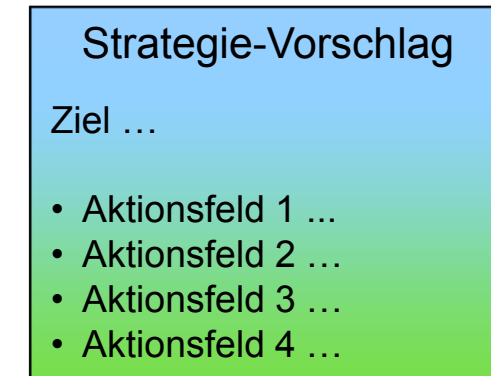 Strategie-Vorschlag
Ziel …
• Aktionsfeld 1 ...
• Aktionsfeld 2 …
• Aktionsfeld 3 …
• Aktionsfeld 4 …